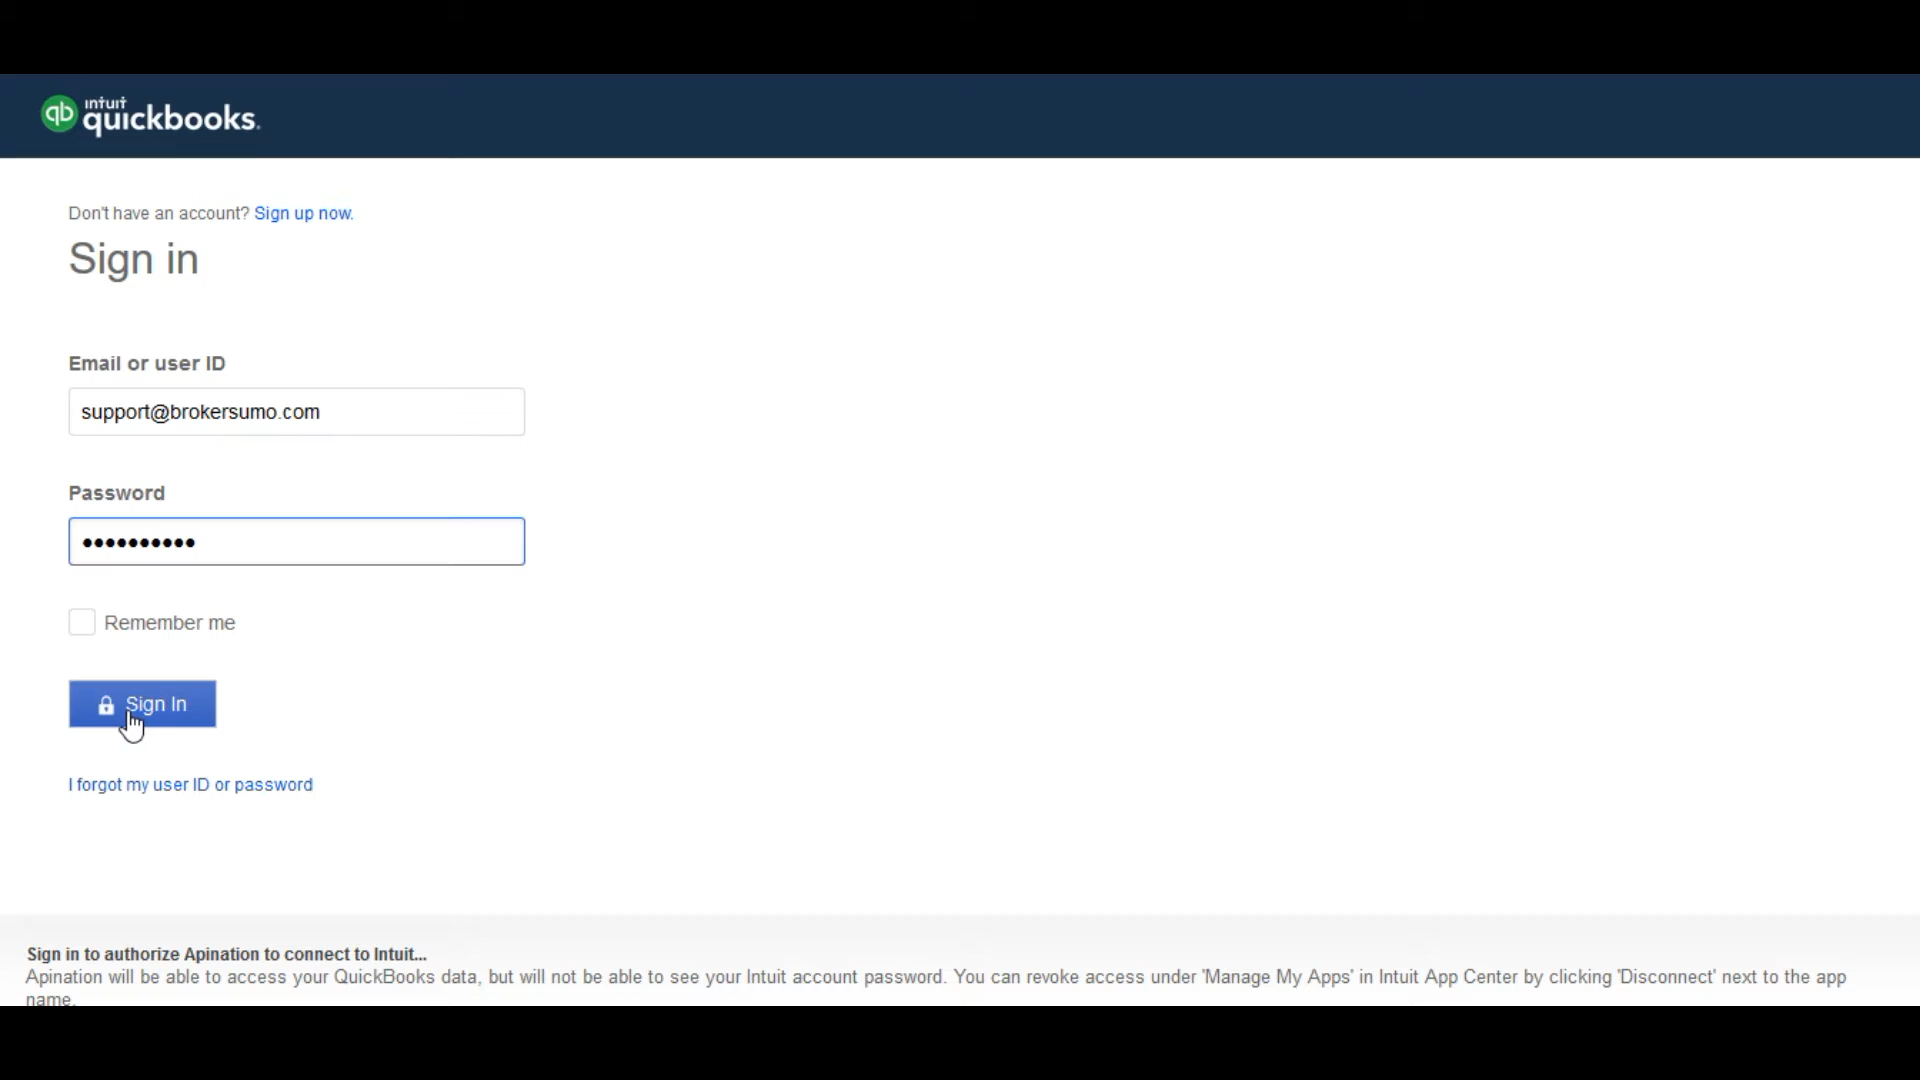 qb intuit
quickbooks.
Don't have an account? Sign up now.
Sign in
Email or user ID
support@brokersumo.com
Password
••••••••••
Remember me
Sign In
I forgot my user ID or password
Sign in to authorize Apination to connect to Intuit...
Apination will be able to access your QuickBooks data, but will not be able to see your Intuit account password. You can revoke access under 'Manage My Apps' in Intuit App Center by clicking 'Disconnect' next to the app
name.